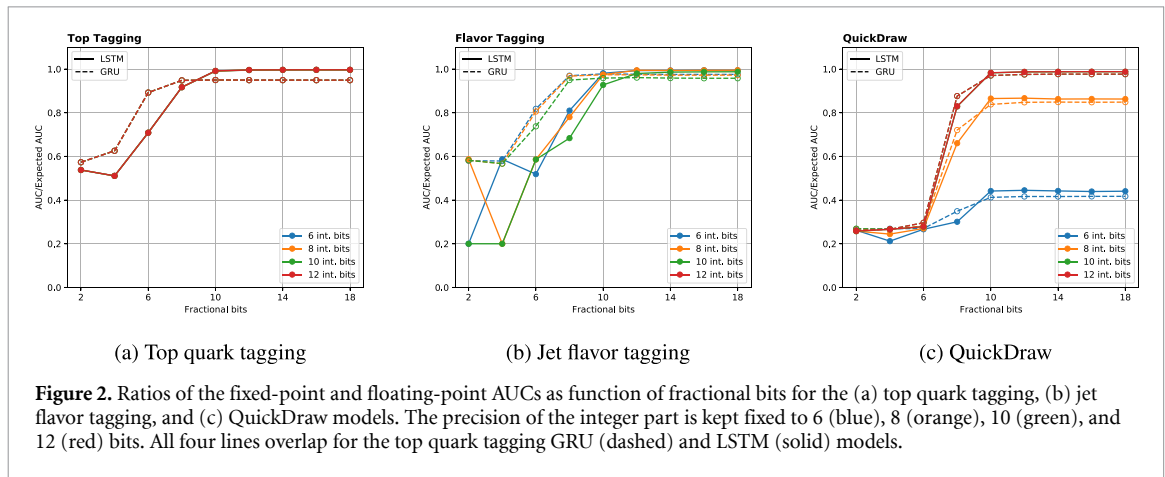 Top Tagging
LSTM
GRU
1.0
0.8
0.6
0.4
0.2
0.0
AUC/Expected AUC
6 int. bits
8 int. bits
10 int. bits
12 int. bits
2 6 10 14 18
Fractional bits
(a) Top quark tagging
Flavor Tagging
LSTM
GRU
1.0
0.8
0.6
0.4
0.2
0.0
AUC/Expected AUC
6 int. bits
8 int. bits
10 int. bits
12 int. bits
2 6 10 14 18
Fractional bits
(b) Jet flavor tagging
QuickDraw
LSTM
GRU
1.0
0.8
0.6
0.4
0.2
0.0
AUC/Expected AUC
6 int. bits
8 int. bits
10 int. bits
12 int. bits
2 6 10 14 18
Fractional bits
(c) QuickDraw
Figure 2. Ratios of the fixed-point and floating-point AUCs as function of fractional bits for the (a) top quark tagging, (b) jet
flavor tagging, and (c) QuickDraw models. The precision of the integer part is kept fixed to 6 (blue), 8 (orange), 10 (green), and
12 (red) bits. All four lines overlap for the top quark tagging GRU (dashed) and LSTM (solid) models.